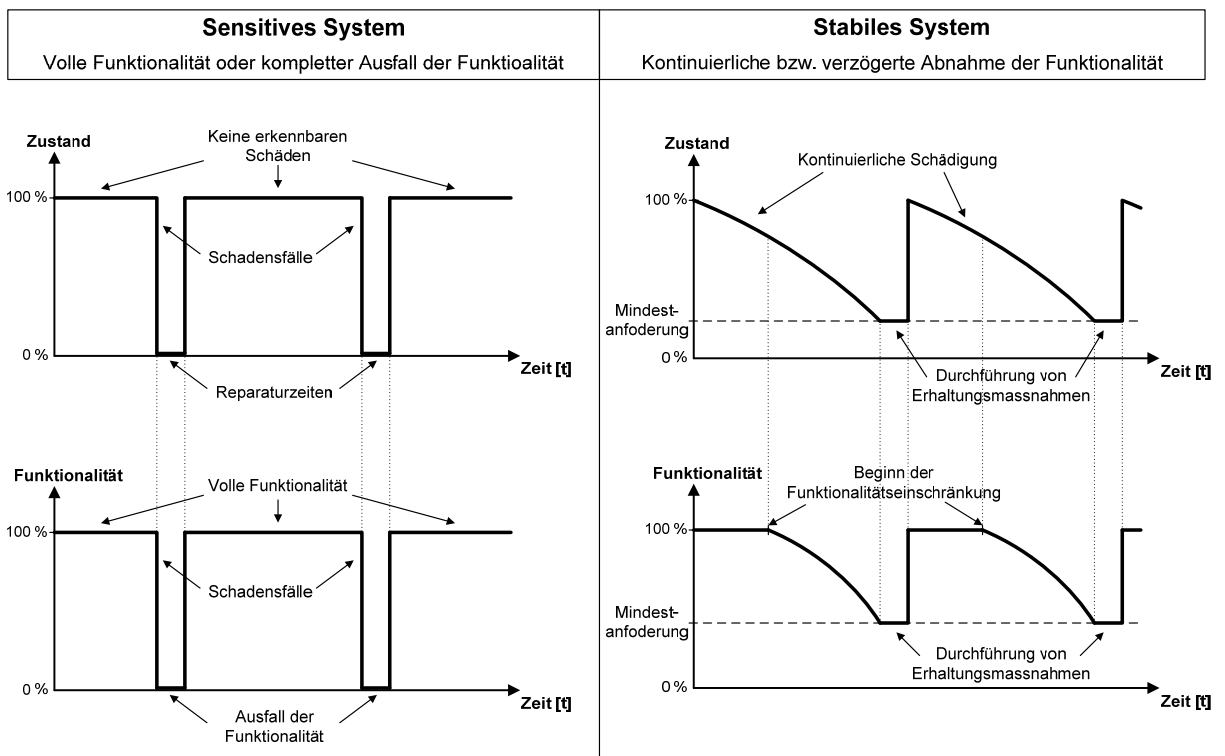 Sensitives System
Volle Funktionalität oder kompletter Ausfall der Funktioalität
Stabiles System
Kontinuierliche bzw. verzögerte Abnahme der Funktionalität
Zustand
Keine erkennbaren
Schäden
100 %
Schadensfälle
0 %
Zeit [t]
Reparaturzeiten
Funktionalität
Volle Funktionalität
100 %
Schadensfälle
0 %
Zeit [t]
Ausfall der
Funktionalität
Zustand
Kontinuierliche Schädigung
100 %
Mindest-
anfoderung
0 %
Zeit [t]
Durchführung von
Erhaltungsmassnahmen
Funktionalität
Beginn der
Funktionalitätseinschränkung
100 %
Mindest-
anfoderung
Durchführung von
Erhaltungsmassnahmen
0 %
Zeit [t]